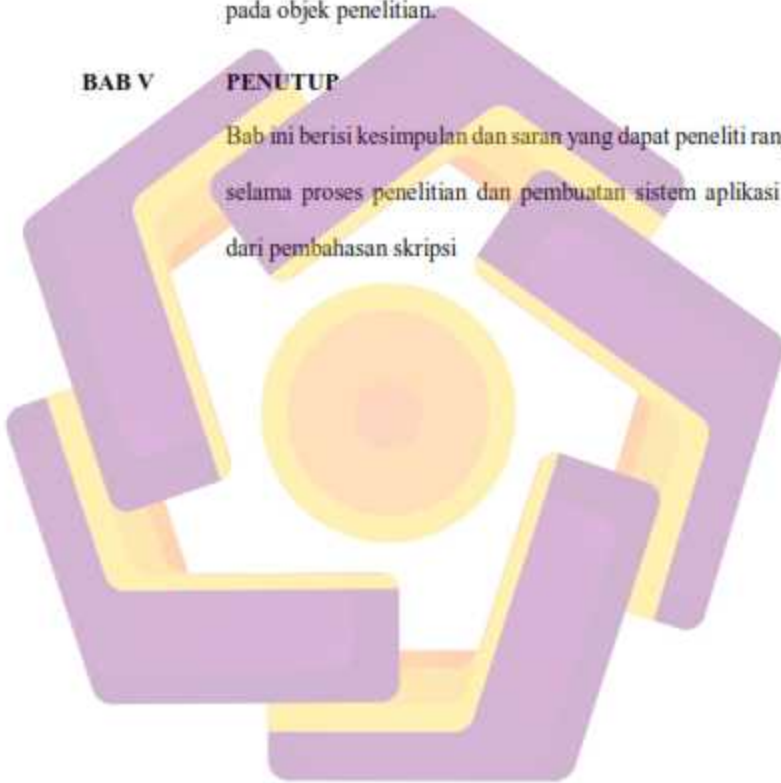 pada objek penelitian.
BAB V PENUTUP
Bab ini berisi kesimpulan dan saran yang dapat peneliti
selama proses penelitian dan pembuatan sistem aplikasi
dari pembahasan skripsi